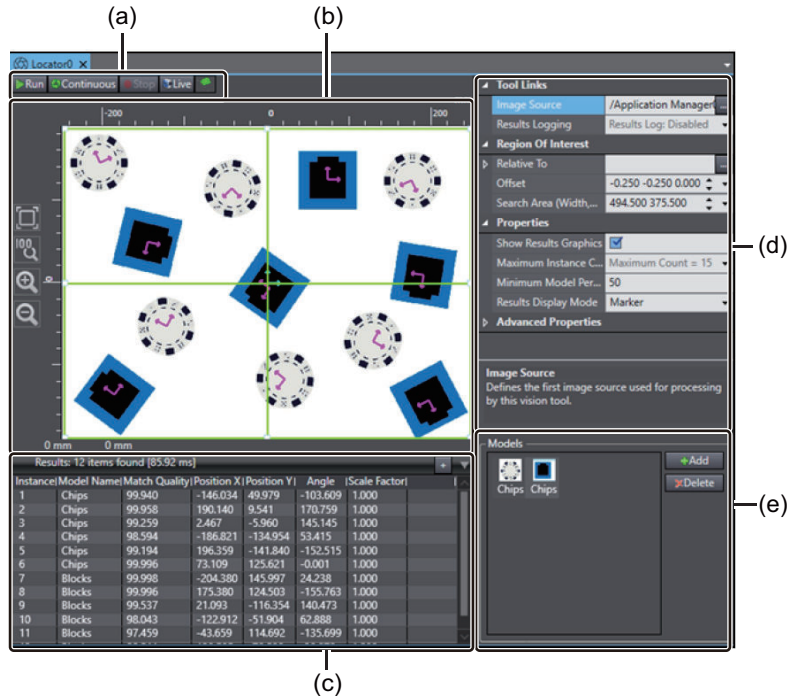 (a)
(b)
Locator0 ×
Run Continuous Stop Live
-200 0 200
100
0
0 mm 0 mm
Tool Links
Image Source /Application Manager ...
Results Logging Results Log: Disabled
Region Of Interest
Relative To ...
Offset -0.250 -0.250 0.000
Search Area (Width,... 494.500 375.500
Properties
Show Results Graphics
Maximum Instance C... Maximum Count = 15
Minimum Model Per... 50
Results Display Mode Marker
Advanced Properties
Image Source
Defines the first image source used for processing
by this vision tool.
(d)
Results: 12 items found [85.92 ms] +
Instance Model Name Match Quality Position X Position Y Angle Scale Factor
1 Chips 99.940 -146.034 49.979 -103.609 1.000
2 Chips 99.958 190.140 9.541 170.759 1.000
3 Chips 99.259 2.467 -5.960 145.145 1.000
4 Chips 98.594 -186.821 -134.954 53.415 1.000
5 Chips 99.194 196.359 -141.840 -152.515 1.000
6 Chips 99.996 73.109 125.621 -0.001 1.000
7 Blocks 99.998 -204.380 145.997 24.238 1.000
8 Blocks 99.996 175.380 124.503 -155.763 1.000
9 Blocks 99.537 21.093 -116.354 140.473 1.000
10 Blocks 98.043 -122.912 -51.904 62.888 1.000
11 Blocks 97.459 -43.659 114.692 -135.699 1.000
Models
Chips Chips
+Add
Delete
(e)
(c)